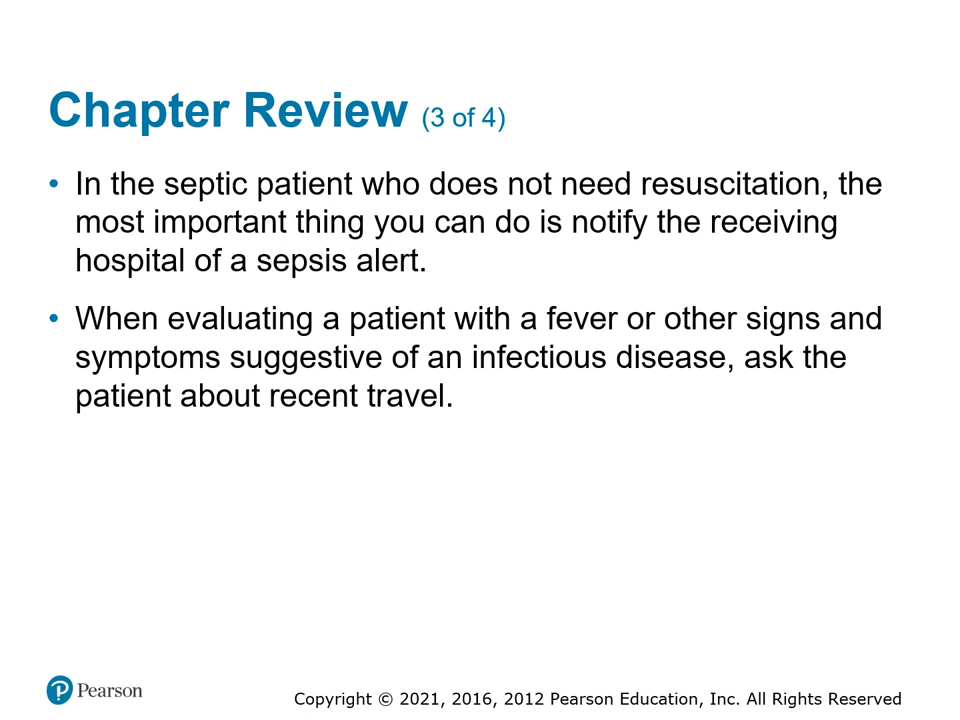 Chapter Review (3 of 4)
• In the septic patient who does not need resuscitation, the
most important thing you can do is notify the receiving
hospital of a sepsis alert.
• When evaluating a patient with a fever or other signs and
symptoms suggestive of an infectious disease, ask the
patient about recent travel.
Pearson
Copyright © 2021, 2016, 2012 Pearson Education, Inc. All Rights Reserved